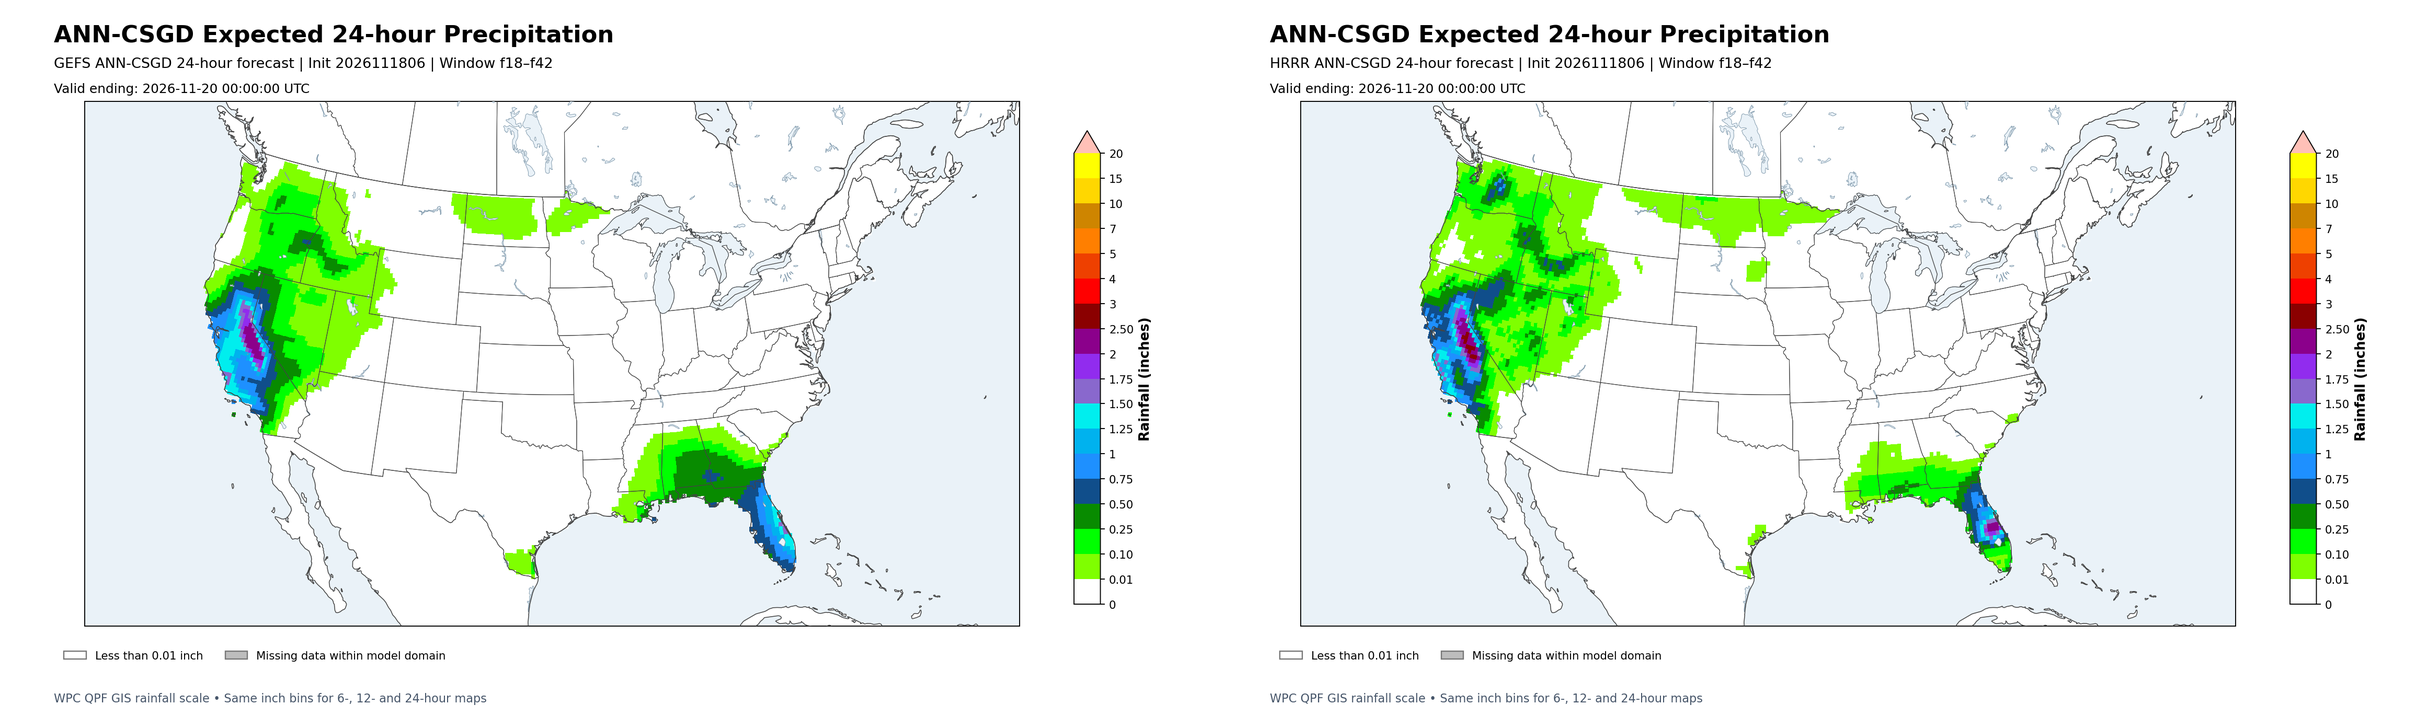 ANN-CSGD Expected 24-hour Precipitation
GEFS ANN-CSGD 24-hour forecast | Init 2026111806 | Window f18–f42
Valid ending: 2026-11-20 00:00:00 UTC
20
15
10
7
5
4
3
2.50
2
1.75
1.50
1.25
1
0.75
0.50
0.25
0.10
0.01
0
Rainfall (inches)
Less than 0.01 inch
Missing data within model domain
WPC QPF GIS rainfall scale • Same inch bins for 6-, 12- and 24-hour maps
ANN-CSGD Expected 24-hour Precipitation
HRRR ANN-CSGD 24-hour forecast | Init 2026111806 | Window f18–f42
Valid ending: 2026-11-20 00:00:00 UTC
20
15
10
7
5
4
3
2.50
2
1.75
1.50
1.25
1
0.75
0.50
0.25
0.10
0.01
0
Rainfall (inches)
Less than 0.01 inch
Missing data within model domain
WPC QPF GIS rainfall scale • Same inch bins for 6-, 12- and 24-hour maps